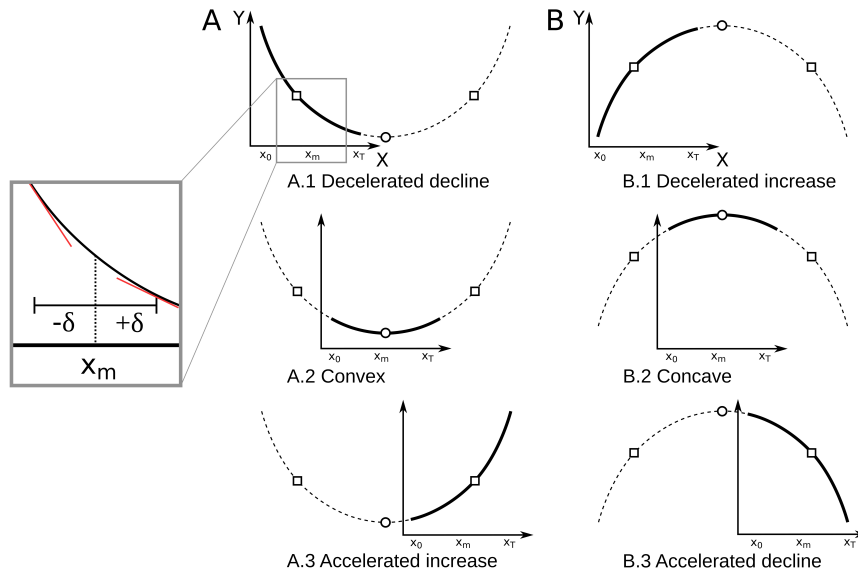 A
Y
x0 xm xT X
A.1 Decelerated decline
B
Y
x0 xm xT X
B.1 Decelerated increase
-δ +δ
xm
x0 xm xT
A.2 Convex
x0 xm xT
B.2 Concave
x0 xm xT
A.3 Accelerated increase
x0 xm xT
B.3 Accelerated decline